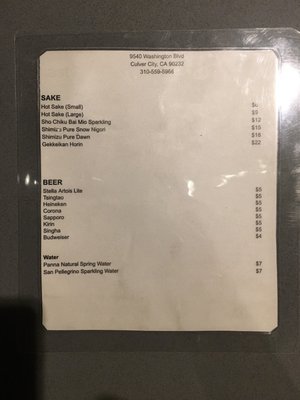 9540 Washington Blvd
Culver City, CA 90232
310-559-5966
SAKE
Hot Sake (Small) $6
Hot Sake (Large) $9
Sho Chiku Bai Mio Sparkling $12
Shimizu Pure Snow Nigori $15
Shimizu Pure Dawn $16
Gekkeikan Horin $22
BEER
Stella Artois Lite $5
Tsingtao $5
Heineken $5
Corona $5
Sapporo $5
Kirin $5
Singha $5
Budweiser $4
Water
Panna Natural Spring Water $7
San Pellegrino Sparkling Water $7